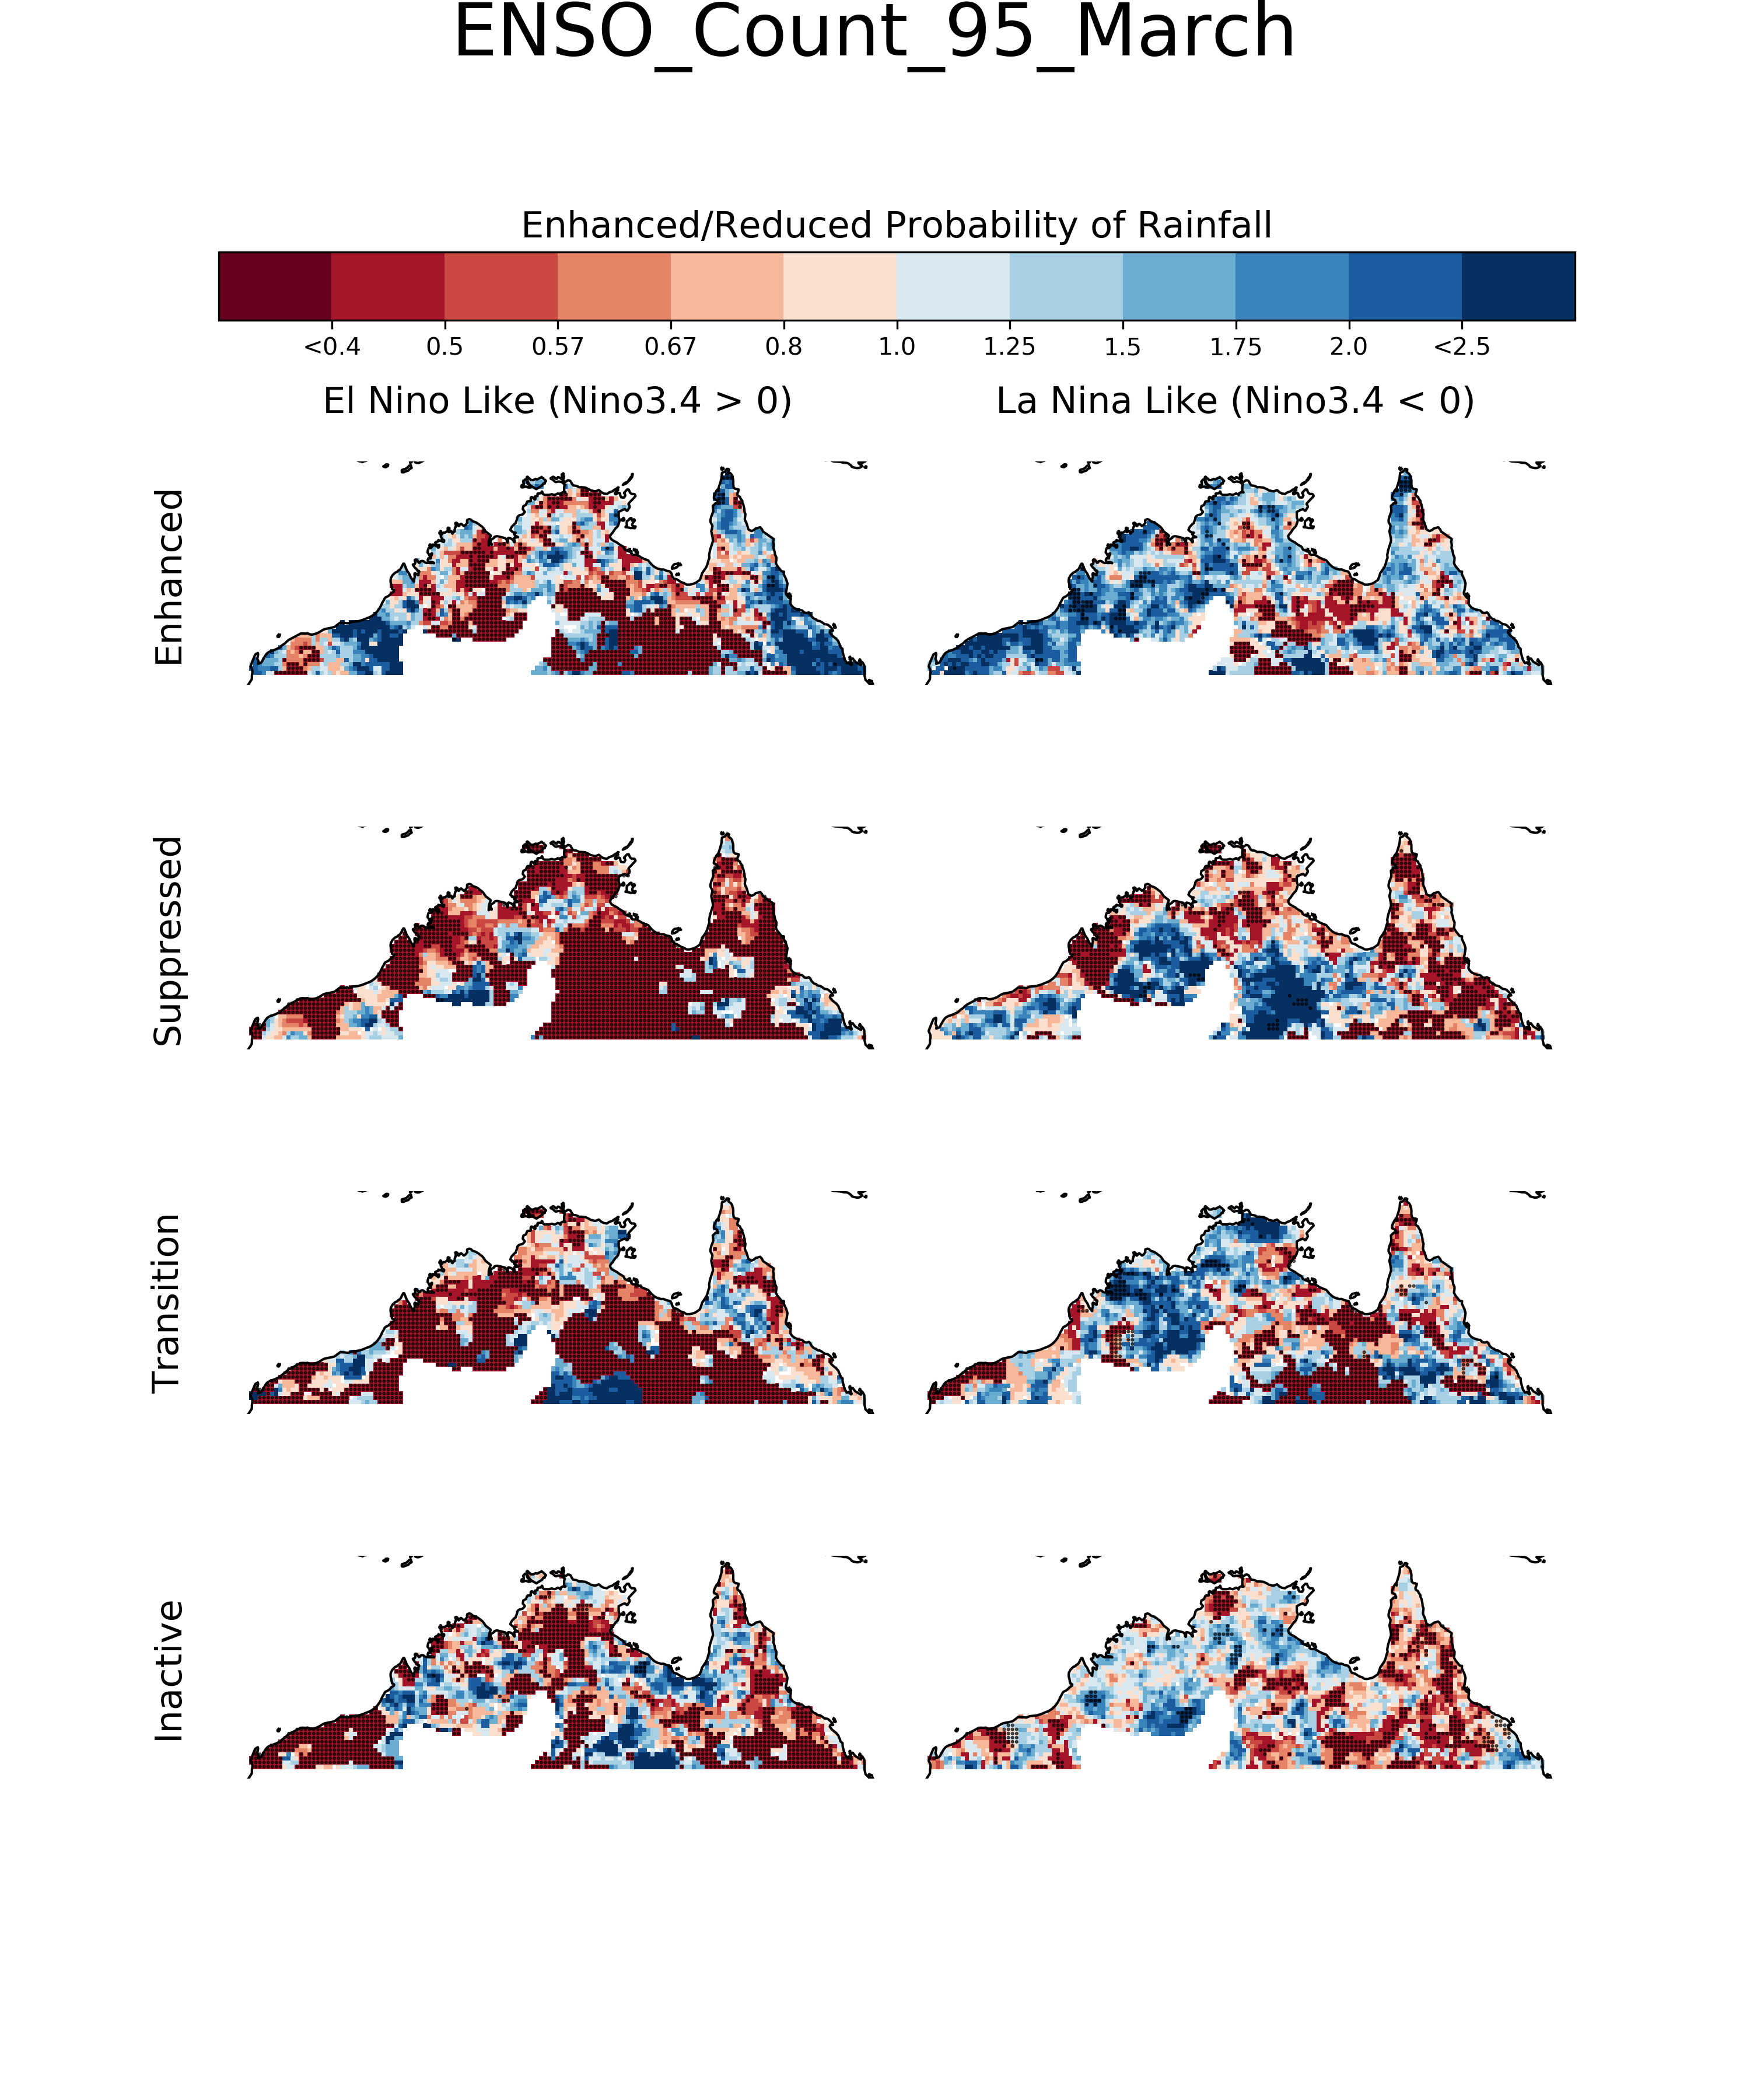 ENSO_Count_95_March
Enhanced/Reduced Probability of Rainfall
<0.4 0.5 0.57 0.67 0.8 1.0 1.25 1.5 1.75 2.0 <2.5
El Nino Like (Nino3.4 > 0) La Nina Like (Nino3.4 < 0)
Enhanced
Suppressed
Transition
Inactive